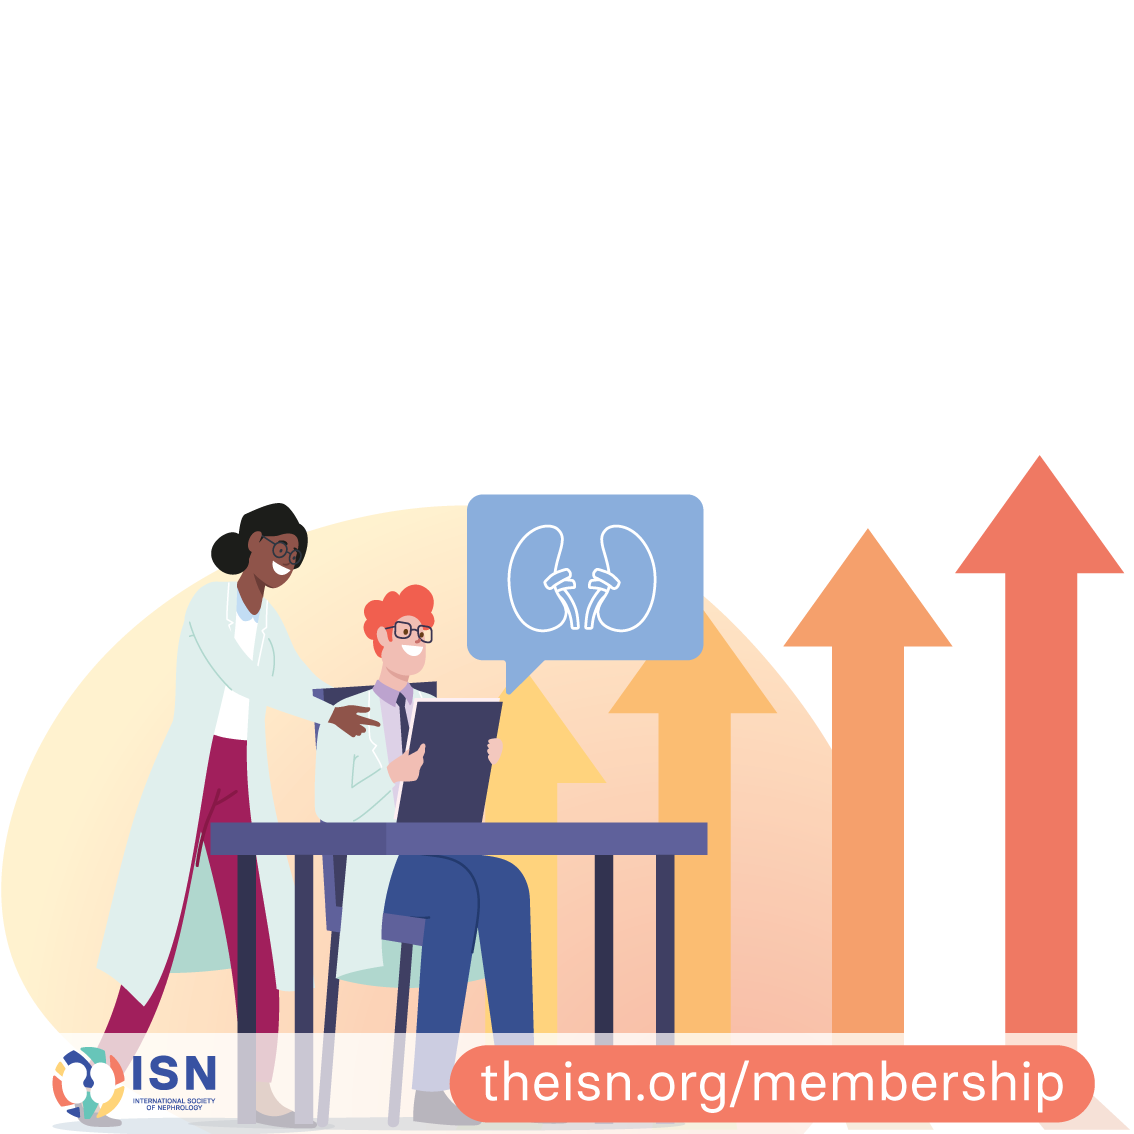 ISN
INTERNATIONAL SOCIETY
OF NEPHROLOGY
theisn.org/membership